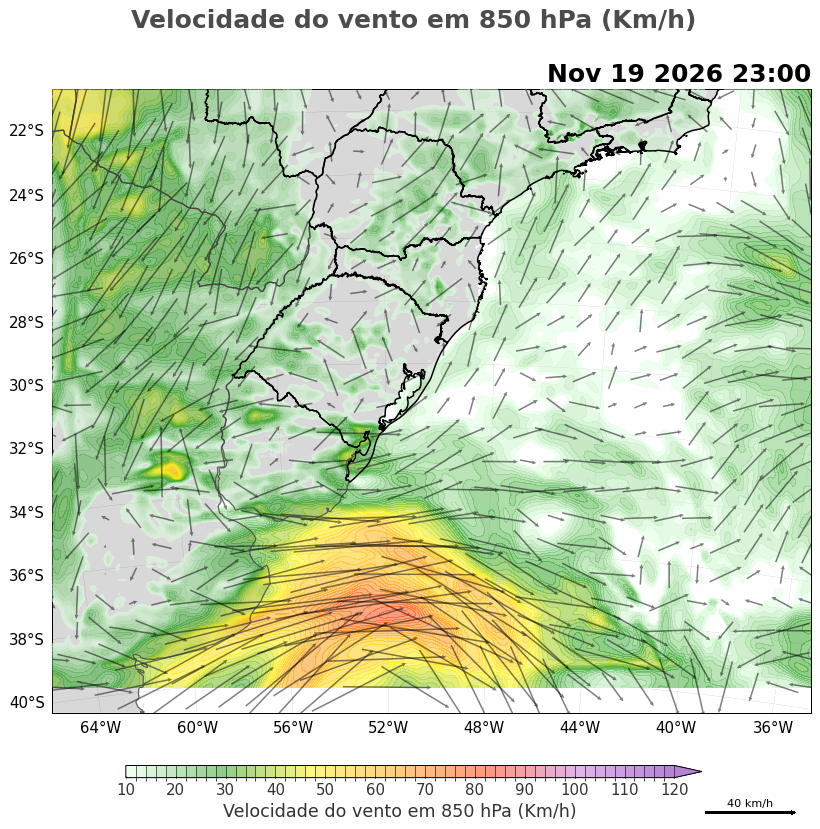 Velocidade do vento em 850 hPa (Km/h)
Nov 19 2026 23:00
22°S
24°S
26°S
28°S
30°S
32°S
34°S
36°S
38°S
40°S
64°W 60°W 56°W 52°W 48°W 44°W 40°W 36°W
10 20 30 40 50 60 70 80 90 100 110 120
Velocidade do vento em 850 hPa (Km/h)
40 km/h